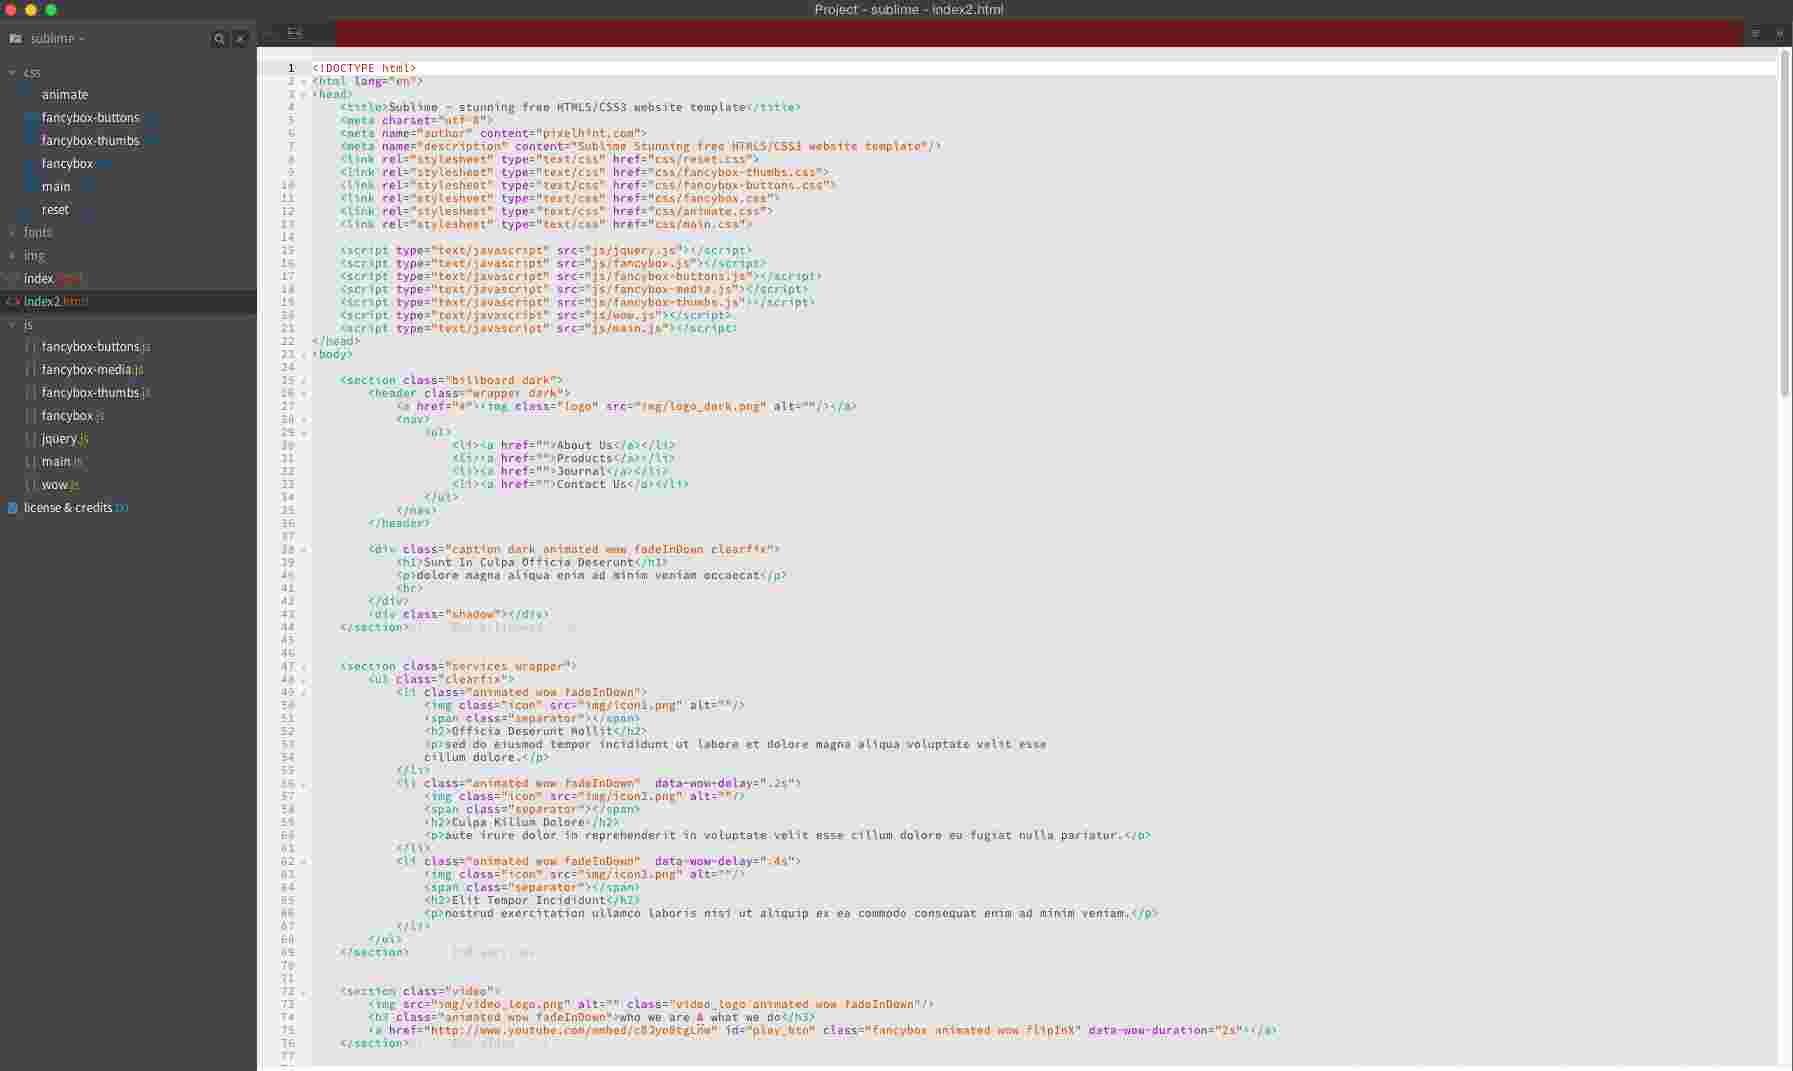 Project - sublime - index2.html
sublime
css
animate
fancybox-buttons
fancybox-thumbs
fancybox
main
reset
fonts
img
index.html
index2.html
js
fancybox-buttons.js
fancybox-media.js
fancybox-thumbs.js
fancybox.js
jquery.js
main.js
wow.js
license & credits.txt
1 <!DOCTYPE html>
2 <html lang="en">
3 <head>
4 <title>Sublime - stunning free HTML5/CSS3 website template</title>
5 <meta charset="utf-8">
6 <meta name="author" content="pixelhint.com">
7 <meta name="description" content="Sublime Stunning free HTML5/CSS3 website template"/>
8 <link rel="stylesheet" type="text/css" href="css/reset.css">
9 <link rel="stylesheet" type="text/css" href="css/fancybox-thumbs.css">
10 <link rel="stylesheet" type="text/css" href="css/fancybox-buttons.css">
11 <link rel="stylesheet" type="text/css" href="css/fancybox.css">
12 <link rel="stylesheet" type="text/css" href="css/animate.css">
13 <link rel="stylesheet" type="text/css" href="css/main.css">
14
15 <script type="text/javascript" src="js/jquery.js"></script>
16 <script type="text/javascript" src="js/fancybox.js"></script>
17 <script type="text/javascript" src="js/fancybox-buttons.js"></script>
18 <script type="text/javascript" src="js/fancybox-media.js"></script>
19 <script type="text/javascript" src="js/fancybox-thumbs.js"></script>
20 <script type="text/javascript" src="js/wow.js"></script>
21 <script type="text/javascript" src="js/main.js"></script>
22 </head>
23 <body>
24
25 <section class="billboard dark">
26 <header class="wrapper dark">
27 <a href="#"><img class="logo" src="img/logo_dark.png" alt=""/></a>
28 <nav>
29 <ul>
30 <li><a href="">About Us</a></li>
31 <li><a href="">Products</a></li>
32 <li><a href="">Journal</a></li>
33 <li><a href="">Contact Us</a></li>
34 </ul>
35 </nav>
36 </header>
37
38 <div class="caption dark animated wow fadeInDown clearfix">
39 <h1>Sunt In Culpa Officia Deserunt</h1>
40 <p>dolore magna aliqua enim ad minim veniam occaecat</p>
41 <hr>
42 </div>
43 <div class="shadow"></div>
44 </section>
45
46
47 <section class="services wrapper">
48 <ul class="clearfix">
49 <li class="animated wow fadeInDown">
50 <img class="icon" src="img/icon1.png" alt=""/>
51 <span class="separator"></span>
52 <h2>Officia Deserunt Mollit</h2>
53 <p>sed do eiusmod tempor incididunt ut labore et dolore magna aliqua voluptate velit esse
54 cillum dolore.</p>
55 </li>
56 <li class="animated wow fadeInDown" data-wow-delay=".2s">
57 <img class="icon" src="img/icon2.png" alt=""/>
58 <span class="separator"></span>
59 <h2>Culpa Killum Dolore</h2>
60 <p>aute irure dolor in reprehenderit in voluptate velit esse cillum dolore eu fugiat nulla pariatur.</p>
61 </li>
62 <li class="animated wow fadeInDown" data-wow-delay=".4s">
63 <img class="icon" src="img/icon3.png" alt=""/>
64 <span class="separator"></span>
65 <h2>Elit Tempor Incididunt</h2>
66 <p>nostrud exercitation ullamco laboris nisi ut aliquip ex ea commodo consequat enim ad minim veniam.</p>
67 </li>
68 </ul>
69 </section>
70
71
72 <section class="video">
73 <img src="img/video_logo.png" alt="" class="video_logo animated wow fadeInDown"/>
74 <h3 class="animated wow fadeInDown">who we are & what we do</h3>
75 <a href= id="play_btn" class="fancybox animated wow flipInX" data-wow-duration="2s"></a>
76 </section>
77